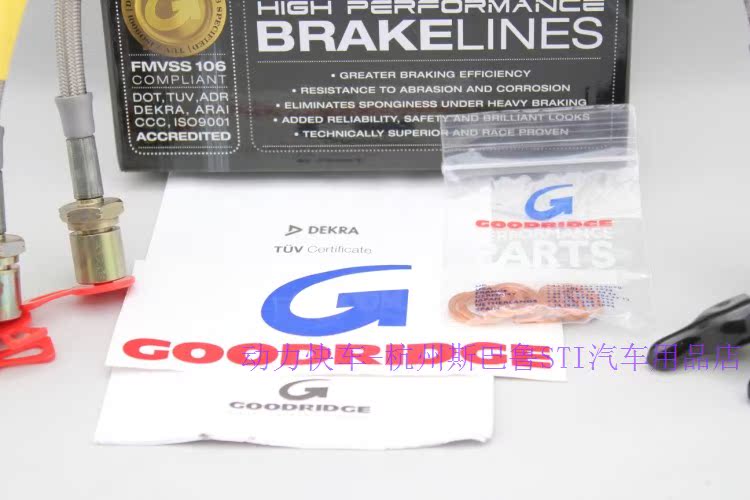 HIGH PERFORMANCE
BRAKELINES
FMVSS 106
COMPLIANT
DOT, TUV, ADR
DEKRA, ARAI
CCC, ISO9001
ACCREDITED
• GREATER BRAKING EFFICIENCY
• RESISTANCE TO ABRASION AND CORROSION
• ELIMINATES SPONGINESS UNDER HEAVY BRAKING
• ADDED RELIABILITY, SAFETY AND BRILLIANT LOOKS
• TECHNICALLY SUPERIOR AND RACE PROVEN
GOODRIDGE
PERFORMANCE
PARTS
DEKRA
TÜV Certificate
GOODRIDGE
动力快车 杭州斯巴鲁STI汽车用品店
GOODRIDGE